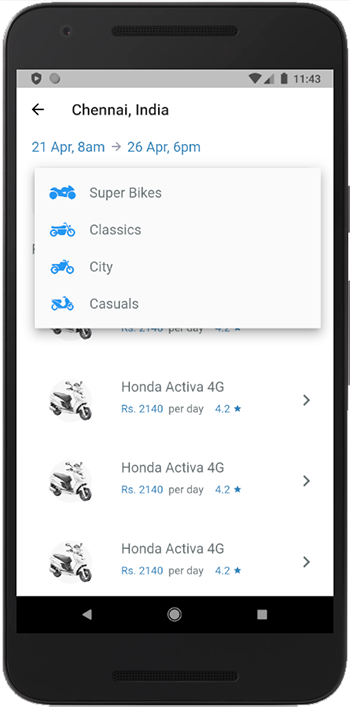 11:43
Chennai, India
21 Apr, 8am → 26 Apr, 6pm
Super Bikes
Classics
City
Casuals
Rs. 2140 per day 4.2 ★
Honda Activa 4G
Rs. 2140 per day 4.2 ★
Honda Activa 4G
Rs. 2140 per day 4.2 ★
Honda Activa 4G
Rs. 2140 per day 4.2 ★